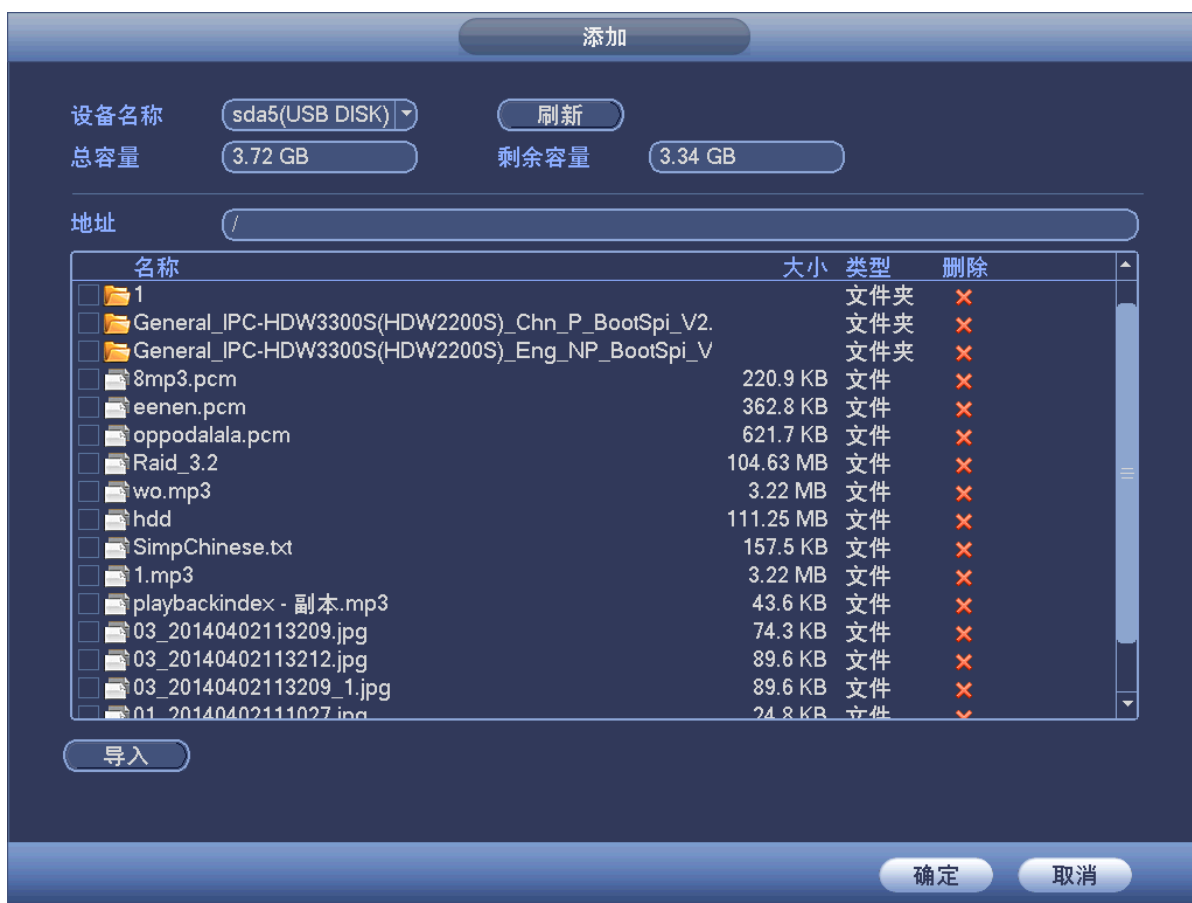 添加
设备名称 sda5(USB DISK) 刷新
总容量 3.72 GB 剩余容量 3.34 GB
地址 /
名称 大小 类型 删除
1 文件夹
General_IPC-HDW3300S(HDW2200S)_Chn_P_BootSpi_V2. 文件夹
General_IPC-HDW3300S(HDW2200S)_Eng_NP_BootSpi_V 文件夹
8mp3.pcm 220.9 KB 文件
eenen.pcm 362.8 KB 文件
oppodalala.pcm 621.7 KB 文件
Raid_3.2 104.63 MB 文件
wo.mp3 3.22 MB 文件
hdd 111.25 MB 文件
SimpChinese.txt 157.5 KB 文件
1.mp3 3.22 MB 文件
playbackindex - 副本.mp3 43.6 KB 文件
03_20140402113209.jpg 74.3 KB 文件
03_20140402113212.jpg 89.6 KB 文件
03_20140402113209_1.jpg 89.6 KB 文件
01_20140402111027.jpg 24.8 KB 文件
导入
确定 取消